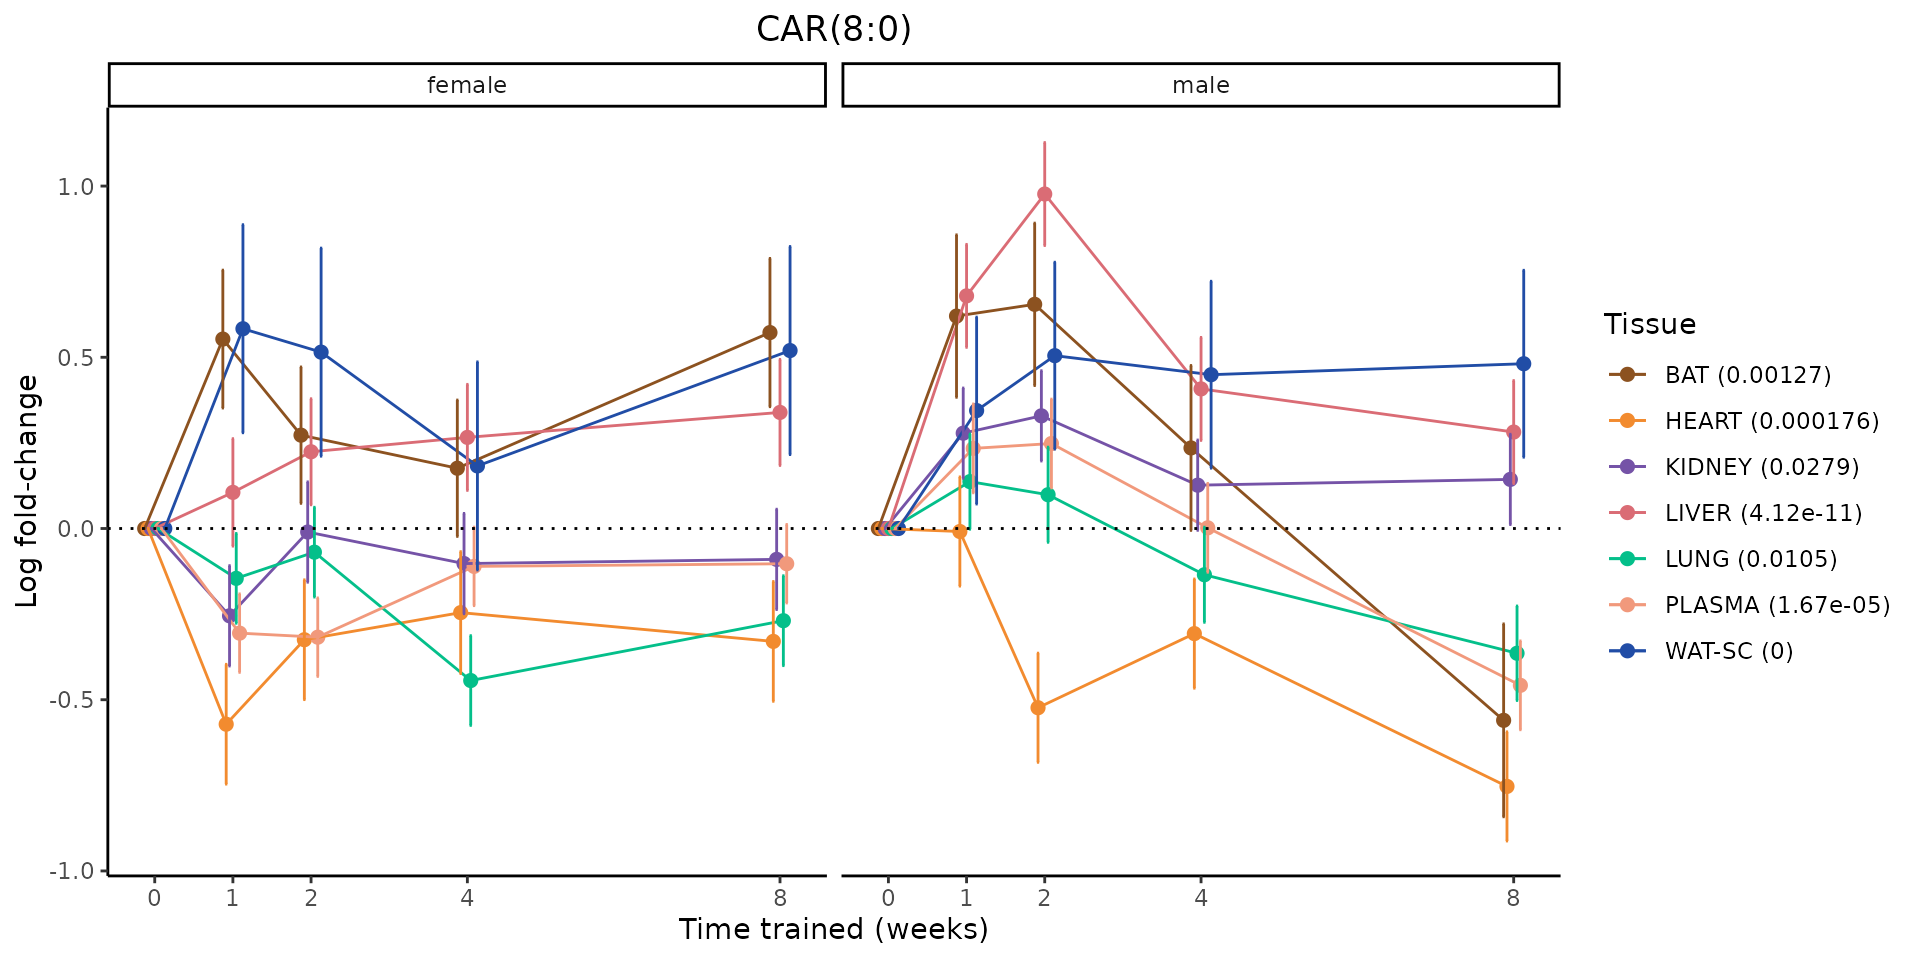 CAR(8:0)
female
male
Log fold-change
1.0
0.5
0.0
-0.5
-1.0
0 1 2 4 8
0 1 2 4 8
Time trained (weeks)
Tissue
BAT (0.00127)
HEART (0.000176)
KIDNEY (0.0279)
LIVER (4.12e-11)
LUNG (0.0105)
PLASMA (1.67e-05)
WAT-SC (0)